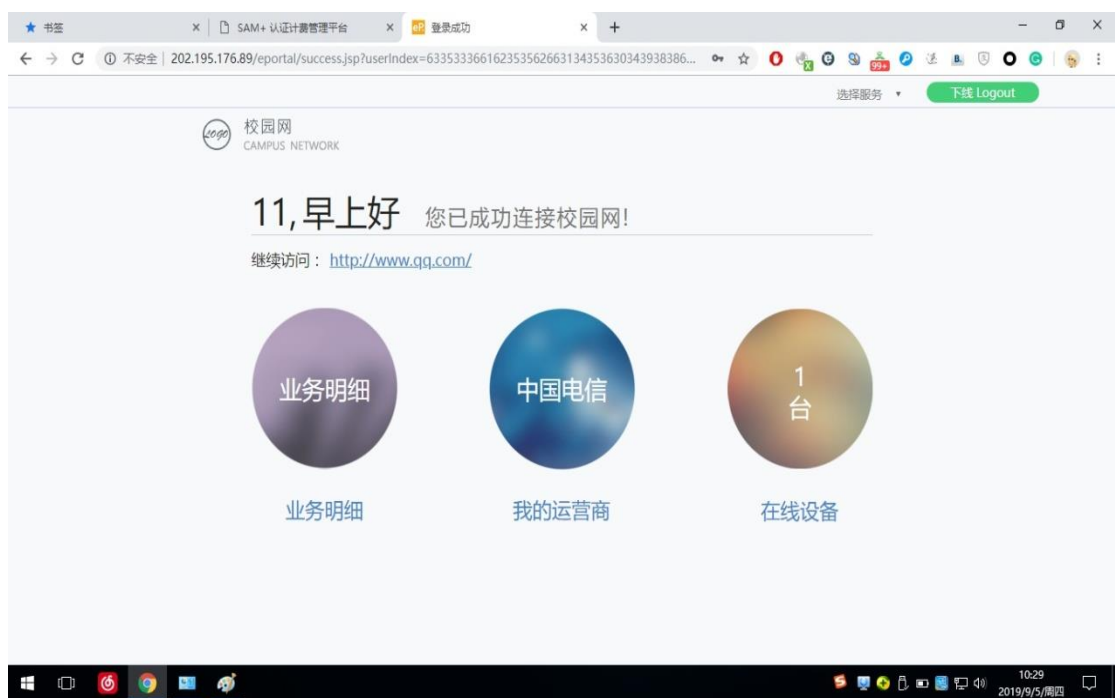 书签
SAM+ 认证计费管理平台
登录成功
不安全 | 202.195.176.89/eportal/success.jsp?userIndex=63353336616235356266313435363034393838386...
选择服务
下线 Logout
LOGO
校园网
CAMPUS NETWORK
11,早上好 您已成功连接校园网!
继续访问: http://www.qq.com/
业务明细
中国电信
1
台
业务明细
我的运营商
在线设备
99+
10:29
2019/9/5/周四